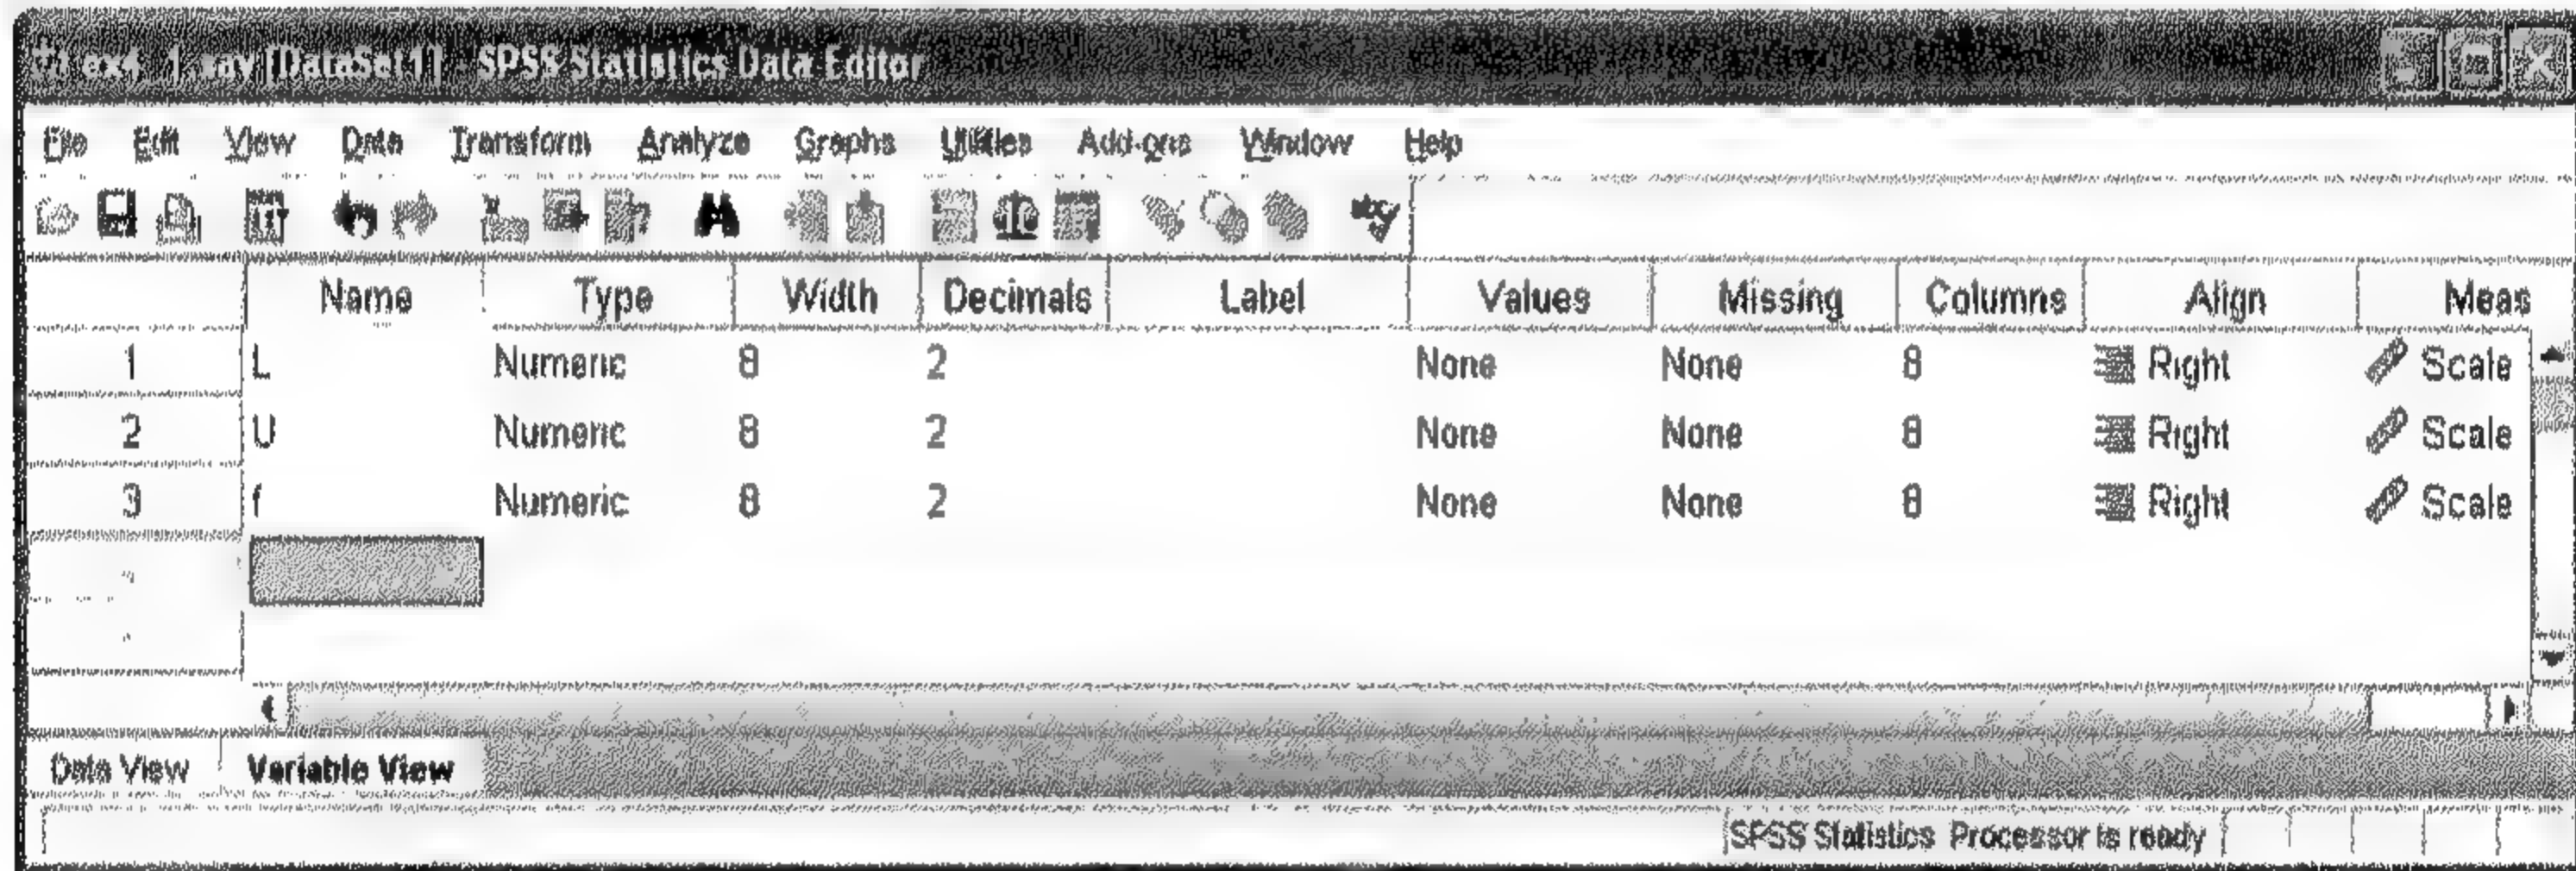 ex4_1.sav [DataSet1] - SPSS Statistics Data Editor
File Edit View Data Transform Analyze Graphs Utilities Add-ons Window Help
Name Type Width Decimals Label Values Missing Columns Align Meas
1 L Numeric 8 2 None None 8 Right Scale
2 U Numeric 8 2 None None 8 Right Scale
3 f Numeric 8 2 None None 8 Right Scale
Data View Variable View
SPSS Statistics Processor is ready